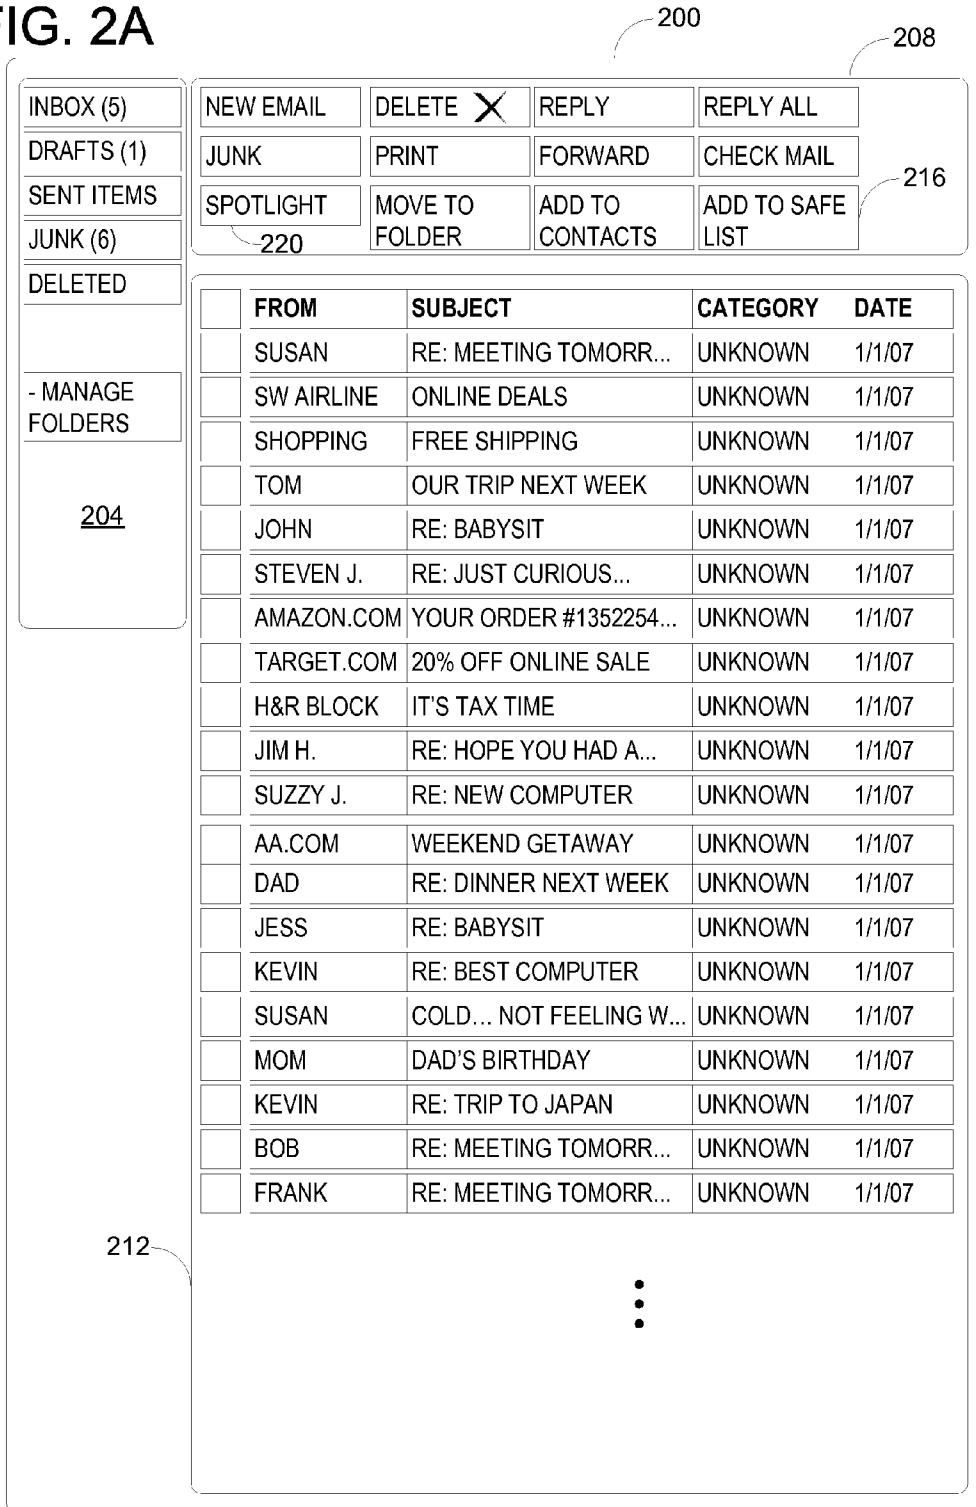 FIG. 2A
200
208
INBOX (5)
DRAFTS (1)
SENT ITEMS
JUNK (6)
DELETED
- MANAGE
FOLDERS
204
NEW EMAIL DELETE X REPLY REPLY ALL
JUNK PRINT FORWARD CHECK MAIL
SPOTLIGHT MOVE TO ADD TO ADD TO SAFE
FOLDER CONTACTS LIST
216
220
FROM SUBJECT CATEGORY DATE
SUSAN RE: MEETING TOMORR... UNKNOWN 1/1/07
SW AIRLINE ONLINE DEALS UNKNOWN 1/1/07
SHOPPING FREE SHIPPING UNKNOWN 1/1/07
TOM OUR TRIP NEXT WEEK UNKNOWN 1/1/07
JOHN RE: BABYSIT UNKNOWN 1/1/07
STEVEN J. RE: JUST CURIOUS... UNKNOWN 1/1/07
AMAZON.COM YOUR ORDER #1352254... UNKNOWN 1/1/07
TARGET.COM 20% OFF ONLINE SALE UNKNOWN 1/1/07
H&R BLOCK IT'S TAX TIME UNKNOWN 1/1/07
JIM H. RE: HOPE YOU HAD A... UNKNOWN 1/1/07
SUZZY J. RE: NEW COMPUTER UNKNOWN 1/1/07
AA.COM WEEKEND GETAWAY UNKNOWN 1/1/07
DAD RE: DINNER NEXT WEEK UNKNOWN 1/1/07
JESS RE: BABYSIT UNKNOWN 1/1/07
KEVIN RE: BEST COMPUTER UNKNOWN 1/1/07
SUSAN COLD... NOT FEELING W... UNKNOWN 1/1/07
MOM DAD'S BIRTHDAY UNKNOWN 1/1/07
KEVIN RE: TRIP TO JAPAN UNKNOWN 1/1/07
BOB RE: MEETING TOMORR... UNKNOWN 1/1/07
FRANK RE: MEETING TOMORR... UNKNOWN 1/1/07
212